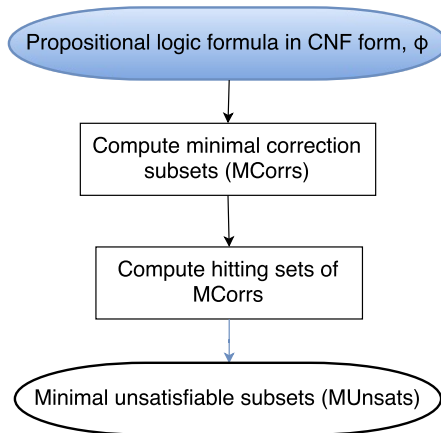 Propositional logic formula in CNF form, ϕ
Compute minimal correction
subsets (MCorrs)
Compute hitting sets of
MCorrs
Minimal unsatisfiable subsets (MUnsats)